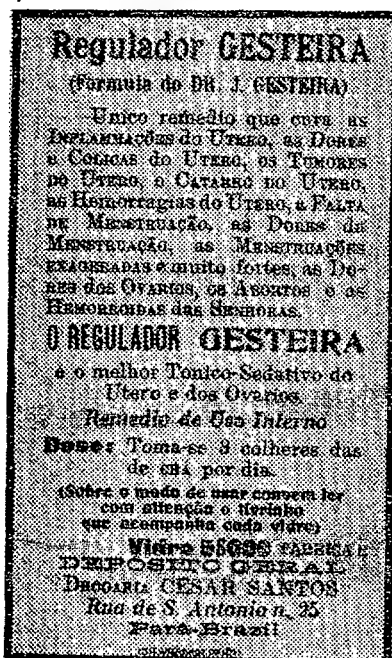 Regulador GESTEIRA
(Formula do DR. J. GESTEIRA)
Unico remedio que cura as
INFLAMMAÇÕES DO UTERO, as DORES
e COLICAS do UTERO, os TUMORES
DO UTERO, o CATARRO DO UTERO,
as HEMORRAGIAS do UTERO, a FALTA
DE MENSTRUAÇÃO, as DORES da
MENSTRUAÇÃO, as MENSTRUAÇÕES
EXAGERADAS e muito fortes, as DO-
RES dos OVARIOS, os ABORTOS e as
HEMORROIDAS das SENHORAS.
O REGULADOR GESTEIRA
é o melhor Tonico-Sedativo do
Utero e dos Ovarios.
Remedio de Uso Interno
Dose: Toma-se 3 colheres das
de CHÁ por dia.
(Sobre o modo de usar convem ler
com attenção o livrinho
que acompanha cada vidro)
Vidro
DEPOSITO GERAL
DROGARIA CESAR SANTOS
Rua de S. Antonio n. 25
Pará-Brazil